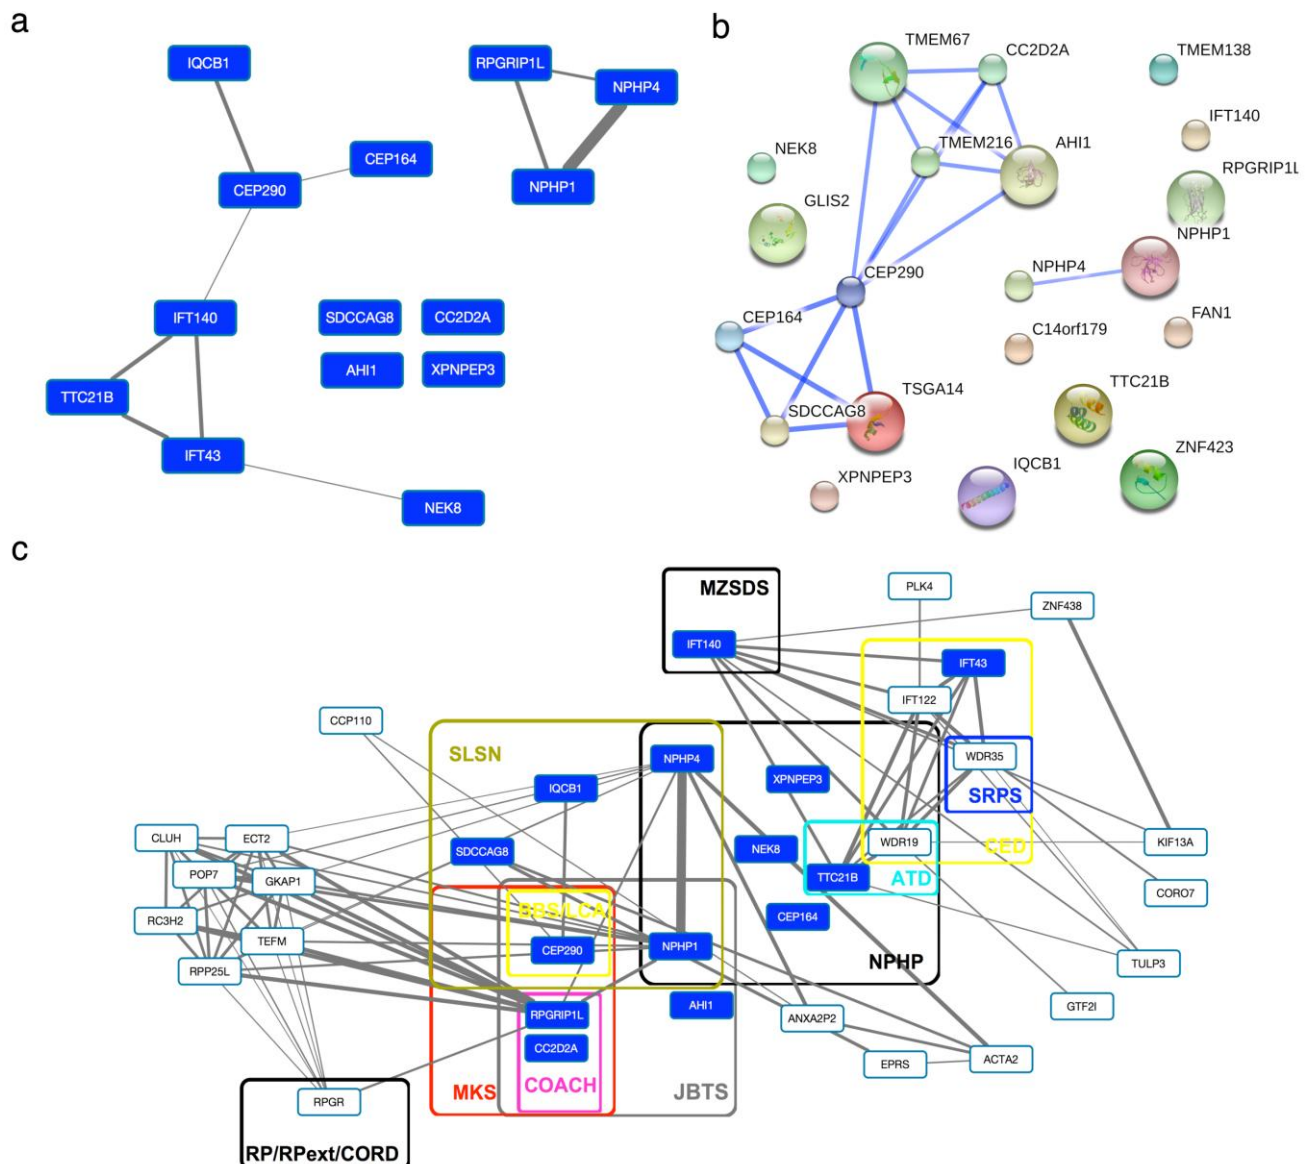 a
IQCB1
RPGRIP1L
NPHP4
CEP164
CEP290
NPHP1
IFT140
SDCCAG8
CC2D2A
AHI1
XPNPEP3
TTC21B
IFT43
NEK8
b
TMEM67
CC2D2A
TMEM138
IFT140
NEK8
TMEM216
AHI1
RPGRIP1L
GLIS2
NPHP1
CEP290
NPHP4
CEP164
C14orf179
FAN1
TSGA14
TTC21B
SDCCAG8
ZNF423
XPNPEP3
IQCB1
c
MZSDS
PLK4
ZNF438
IFT140
IFT43
IFT122
CCP110
SLSN
NPHP4
WDR35
XPNPEP3
IQCB1
SRPS
CLUH
ECT2
WDR19
CED
KIF13A
SDCCAG8
NEK8
POP7
GKAP1
TTC21B
ATD
CORO7
BBS/LCA
RC3H2
CEP164
TEFM
CEP290
NPHP1
NPHP
TULP3
RPP25L
AHI1
GTF2I
RPGRIP1L
ANXA2P2
CC2D2A
EPRS
ACTA2
MKS
COACH
JBTS
RPGR
RP/RPext/CORD